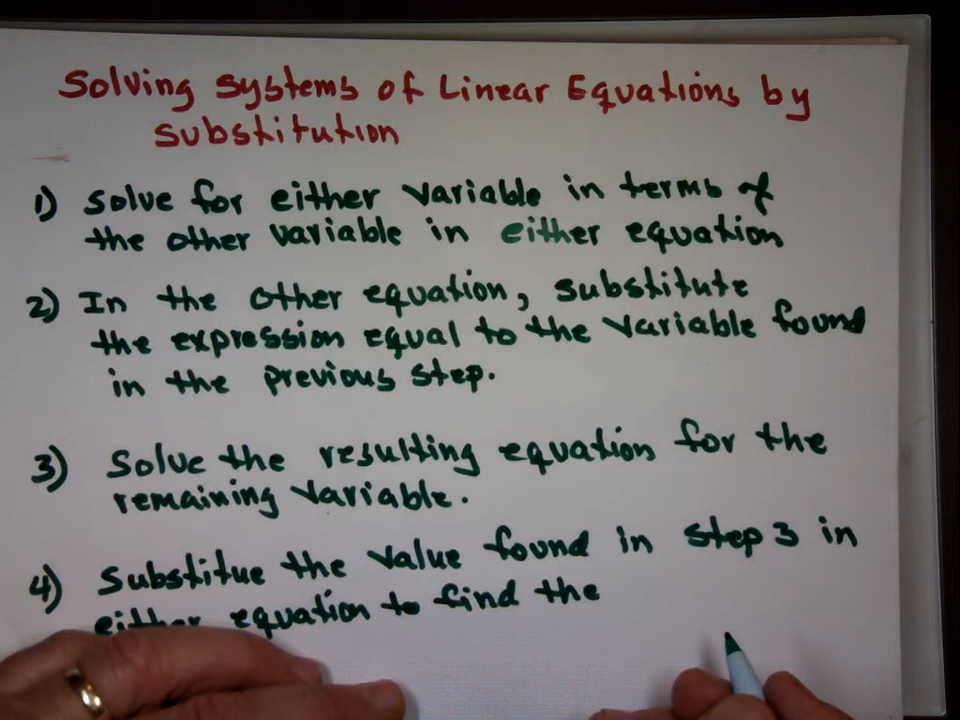 Solving Systems of Linear Equations by
Substitution
1) Solve for either variable in terms of
the other variable in either equation
2) In the other equation, substitute
the expression equal to the variable found
in the previous step.
3) Solve the resulting equation for the
remaining variable.
4) Substitue the value found in step 3 in
either equation to find the